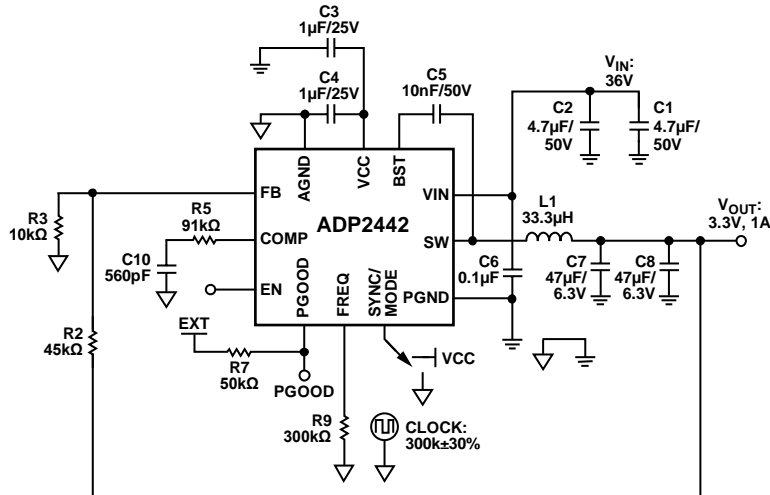 C3
1µF/25V
C4
1µF/25V
C5
10nF/50V
VIN:
36V
C2
4.7µF/
50V
C1
4.7µF/
50V
AGND
VCC
BST
FB
VIN
ADP2442
R3
10kΩ
R5
91kΩ
COMP
SW
L1
33.3µH
VOUT:
3.3V, 1A
C10
560pF
C6
0.1µF
C7
47µF/
6.3V
C8
47µF/
6.3V
EN
PGOOD
FREQ
SYNC/
MODE
PGND
EXT
R2
45kΩ
R7
50kΩ
PGOOD
VCC
R9
300kΩ
CLOCK:
300k±30%